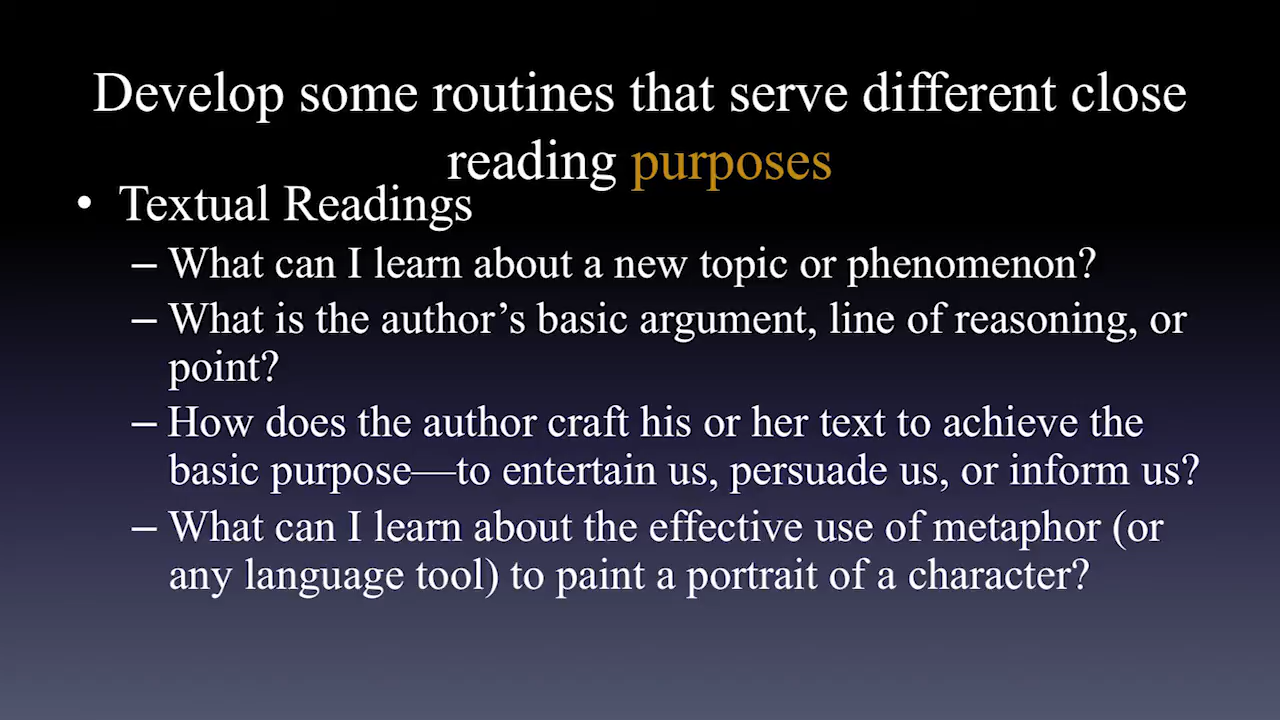 Develop some routines that serve different close
reading purposes
• Textual Readings
– What can I learn about a new topic or phenomenon?
– What is the author’s basic argument, line of reasoning, or
point?
– How does the author craft his or her text to achieve the
basic purpose—to entertain us, persuade us, or inform us?
– What can I learn about the effective use of metaphor (or
any language tool) to paint a portrait of a character?